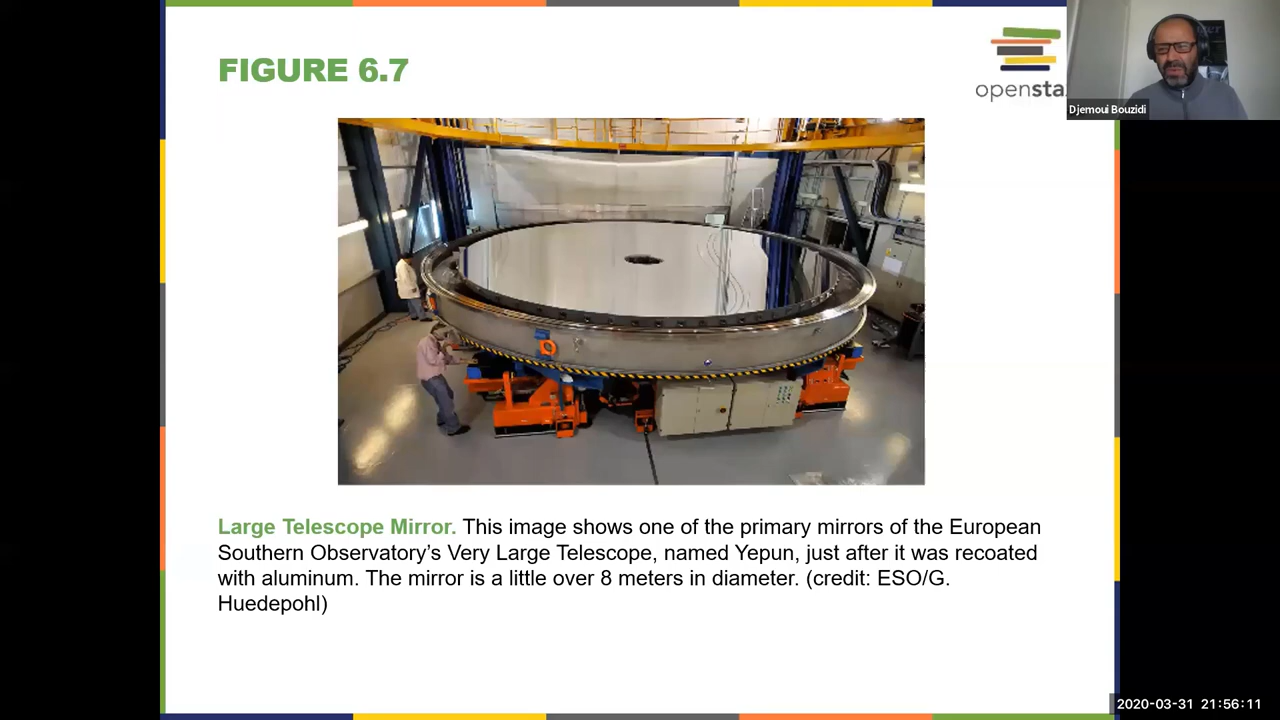 FIGURE 6.7
opensta
Djemoui Bouzidi
Large Telescope Mirror. This image shows one of the primary mirrors of the European
Southern Observatory’s Very Large Telescope, named Yepun, just after it was recoated
with aluminum. The mirror is a little over 8 meters in diameter. (credit: ESO/G.
Huedepohl)
2020-03-31 21:56:11